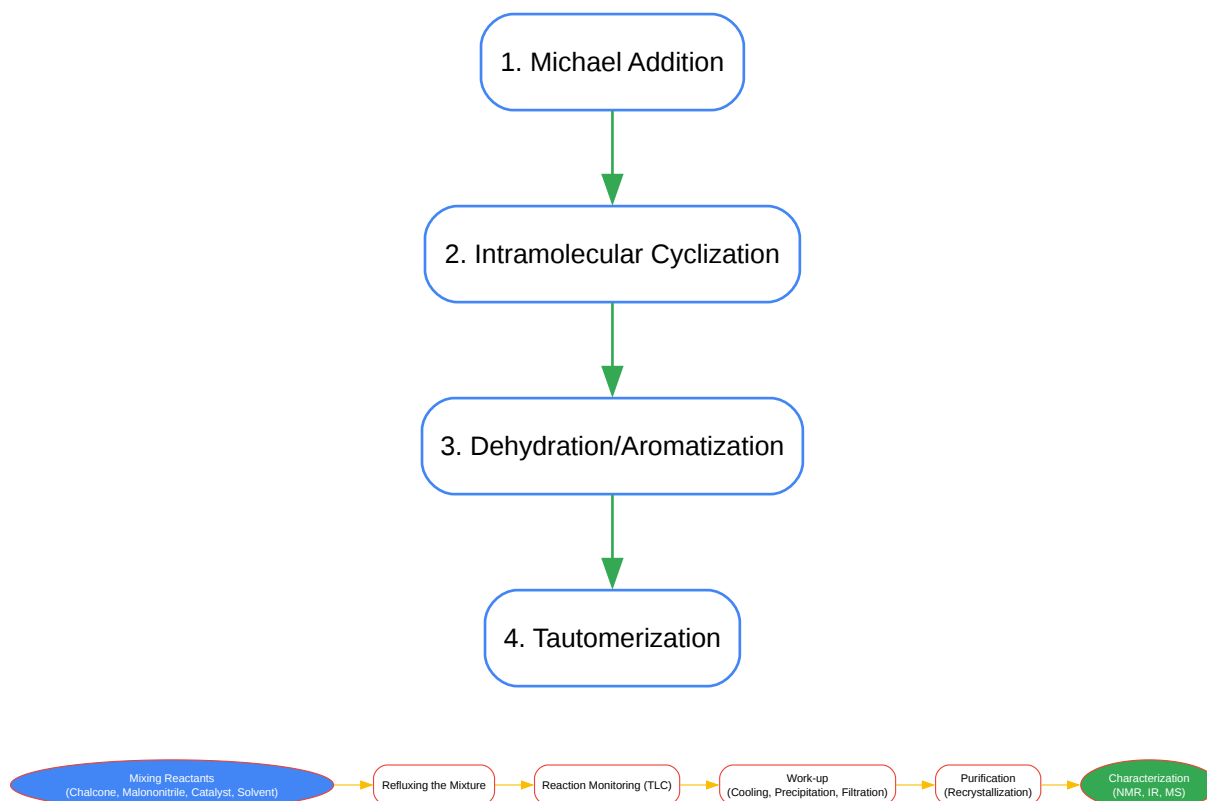 1. Michael Addition
2. Intramolecular Cyclization
3. Dehydration/Aromatization
4. Tautomerization
Mixing Reactants
(Chalcone, Malononitrile, Catalyst, Solvent)
Refluxing the Mixture
Reaction Monitoring (TLC)
Work-up
(Cooling, Precipitation, Filtration)
Purification
(Recrystallization)
Characterization
(NMR, IR, MS)